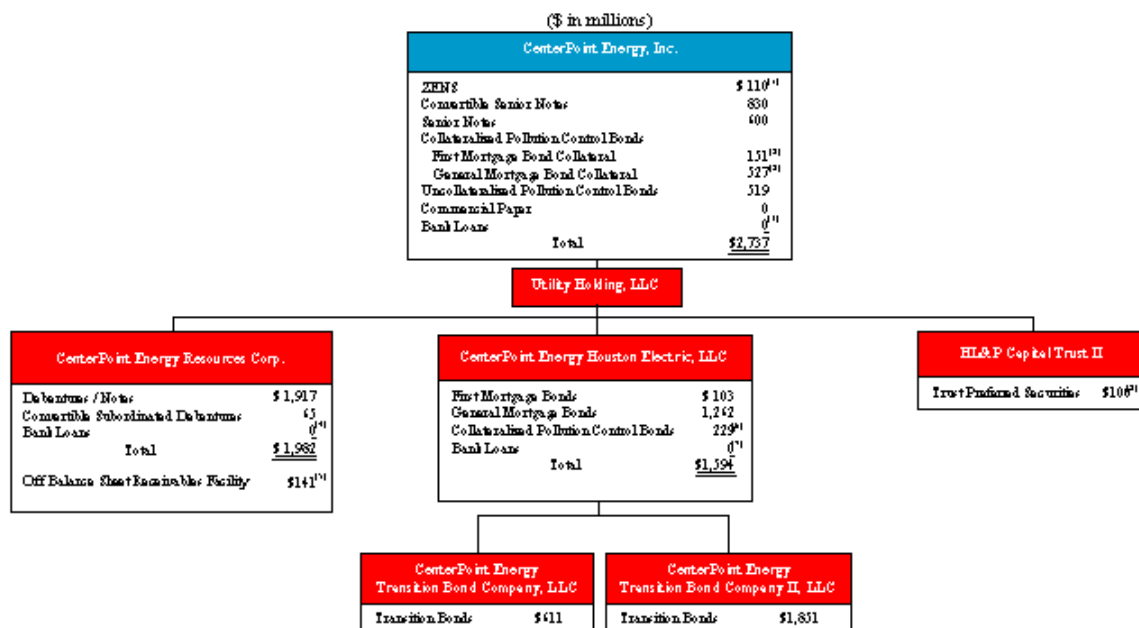 ($ in millions)
CenterPoint Energy, Inc.
ZENS $ 110
Convertible Senior Notes 830
Senior Notes 600
Collateralized Pollution Control Bonds
First Mortgage Bond Collateral 151
General Mortgage Bond Collateral 527
Uncollateralized Pollution Control Bonds 519
Commercial Paper 0
Bank Loans 0
Total $2,737
Utility Holding, LLC
CenterPoint Energy Resources Corp.
Debentures / Notes $ 1,917
Convertible Subordinated Debentures 65
Bank Loans 0
Total $ 1,982
Off Balance Sheet Receivables Facility $141
CenterPoint Energy Houston Electric, LLC
First Mortgage Bonds $ 103
General Mortgage Bonds 1,262
Collateralized Pollution Control Bonds 229
Bank Loans 0
Total $1,594
HL&P Capital Trust II
Trust Preferred Securities
CenterPoint Energy
Transition Bond Company, LLC
Transition Bonds $611
CenterPoint Energy
Transition Bond Company II, LLC
Transition Bonds $1,851